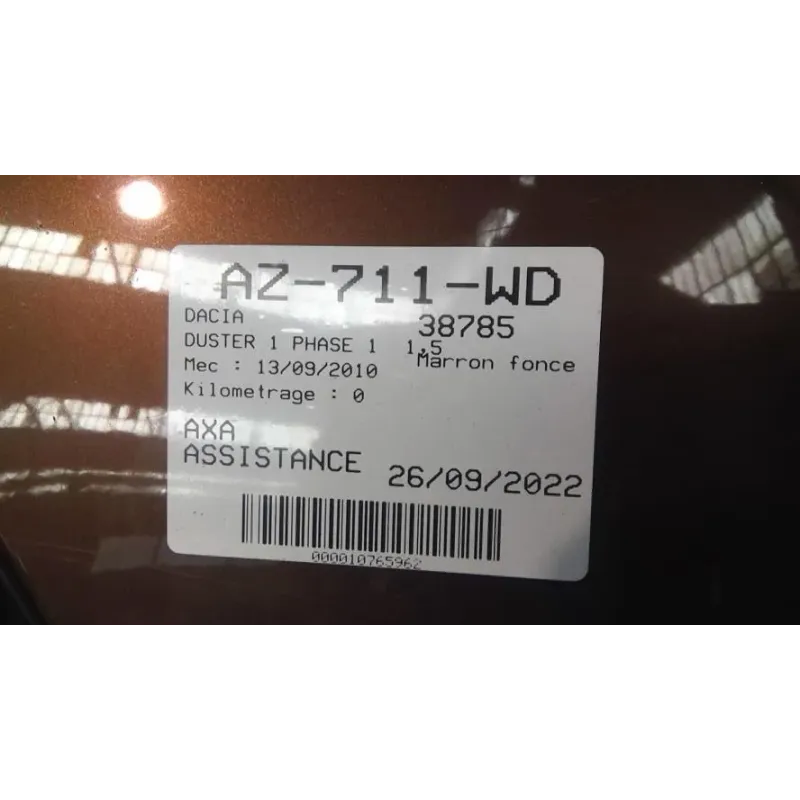 AZ-711-WD
DACIA 38785
DUSTER 1 PHASE 1 1.5
Mec : 13/09/2010 Marron fonce
Kilometrage : 0
AXA
ASSISTANCE 26/09/2022
000010765962